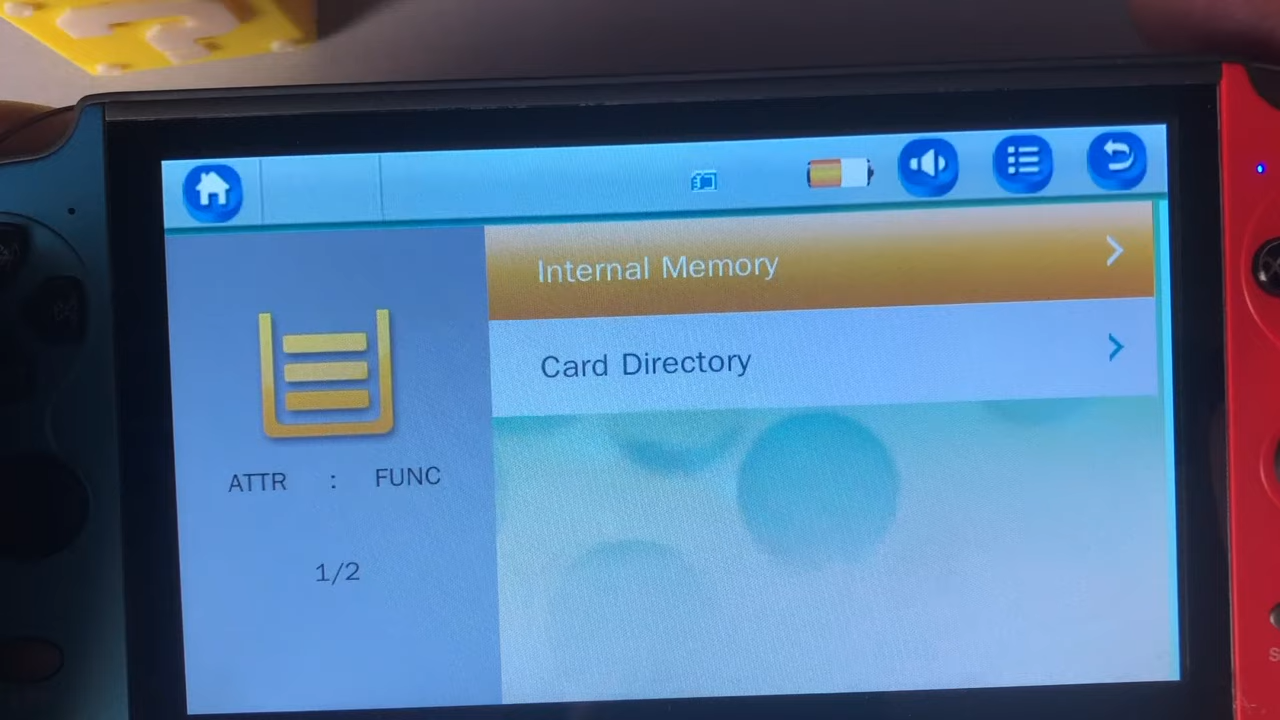 Internal Memory
Card Directory
ATTR : FUNC
1/2